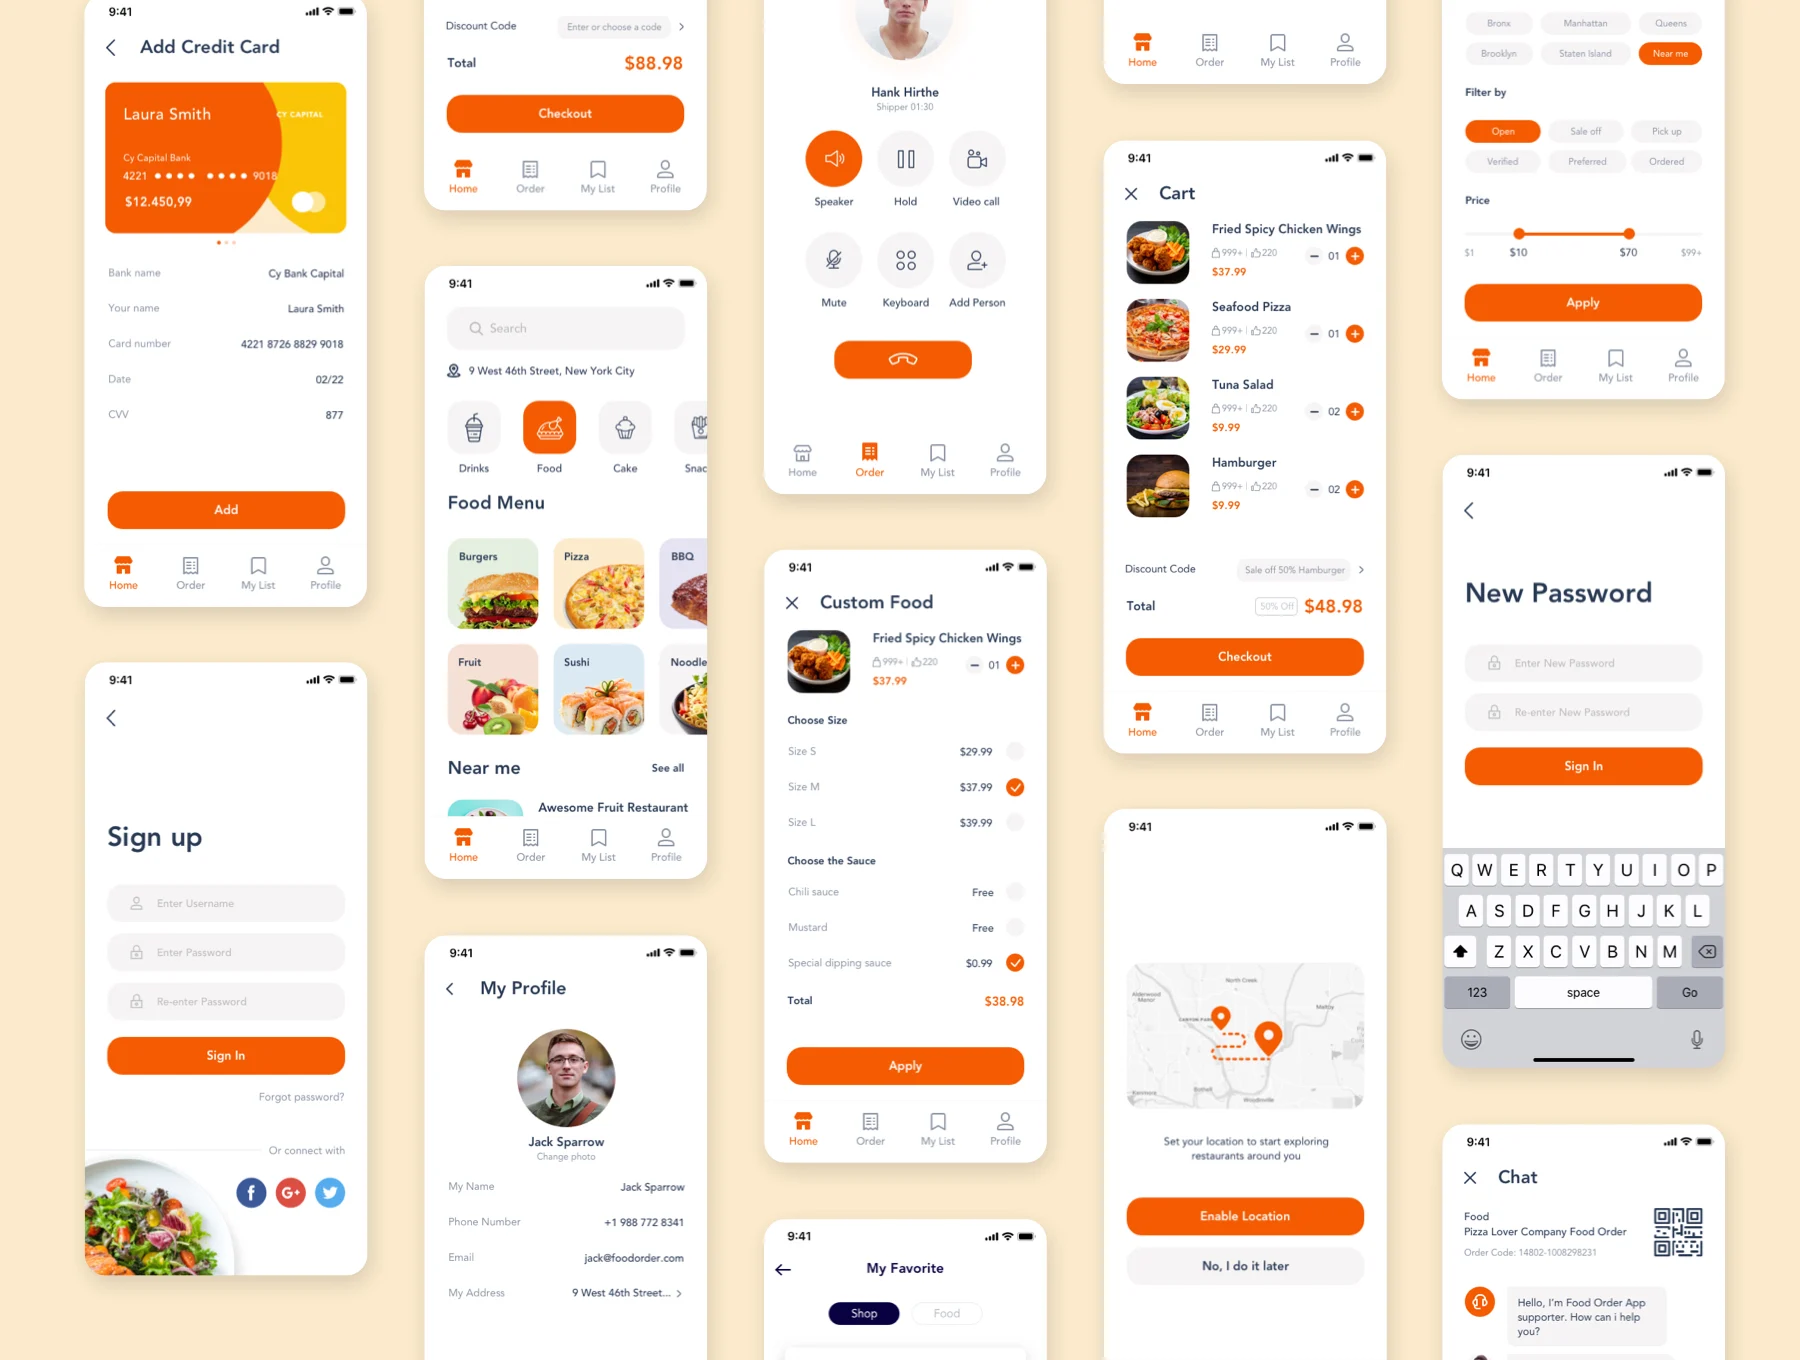 9:41
Add Credit Card
Laura Smith
CY CAPITAL
Cy Capital Bank
4221 •••• •••• 9018
$12.450,99
Bank name Cy Bank Capital
Your name Laura Smith
Card number 4221 8726 8829 9018
Date 02/22
CVV 877
Add
Home Order My List Profile
9:41
Sign up
Enter Username
Enter Password
Re-enter Password
Sign In
Forgot password?
Or connect with
f G+
Discount Code Enter or choose a code
Total $88.98
Checkout
Home Order My List Profile
9:41
Search
9 West 46th Street, New York City
Drinks Food Cake Snac
Food Menu
Burgers Pizza BBQ
Fruit Sushi Noodle
Near me See all
Awesome Fruit Restaurant
Home Order My List Profile
9:41
My Profile
Jack Sparrow
Change photo
My Name Jack Sparrow
Phone Number +1 988 772 8341
Email jack@foodorder.com
My Address 9 West 46th Street...
Hank Hirthe
Shipper 01:30
Speaker Hold Video call
Mute Keyboard Add Person
Home Order My List Profile
9:41
Custom Food
Fried Spicy Chicken Wings
999+ | 220 01
$37.99
Choose Size
Size S $29.99
Size M $37.99
Size L $39.99
Choose the Sauce
Chili sauce Free
Mustard Free
Special dipping sauce $0.99
Total $38.98
Apply
Home Order My List Profile
9:41
My Favorite
Shop Food
Home Order My List Profile
9:41
Cart
Fried Spicy Chicken Wings
999+ | 220 01
$37.99
Seafood Pizza
999+ | 220 01
$29.99
Tuna Salad
999+ | 220 02
$9.99
Hamburger
999+ | 220 02
$9.99
Discount Code Sale off 50% Hamburger
Total 50% Off $48.98
Checkout
Home Order My List Profile
9:41
North Creek
Alderwood
Manor
Maltby
Bothell
Kenmore
Woodinville
Set your location to start exploring
restaurants around you
Enable Location
No, I do it later
Bronx Manhattan Queens
Brooklyn Staten Island Near me
Filter by
Open Sale off Pick up
Verified Preferred Ordered
Price
$1 $10 $70 $99+
Apply
Home Order My List Profile
9:41
New Password
Enter New Password
Re-enter New Password
Sign In
Q W E R T Y U I O P
A S D F G H J K L
Z X C V B N M
123 space Go
9:41
Chat
Food
Pizza Lover Company Food Order
Order Code: 14802-1008298231
Hello, I'm Food Order App
supporter. How can i help
you?